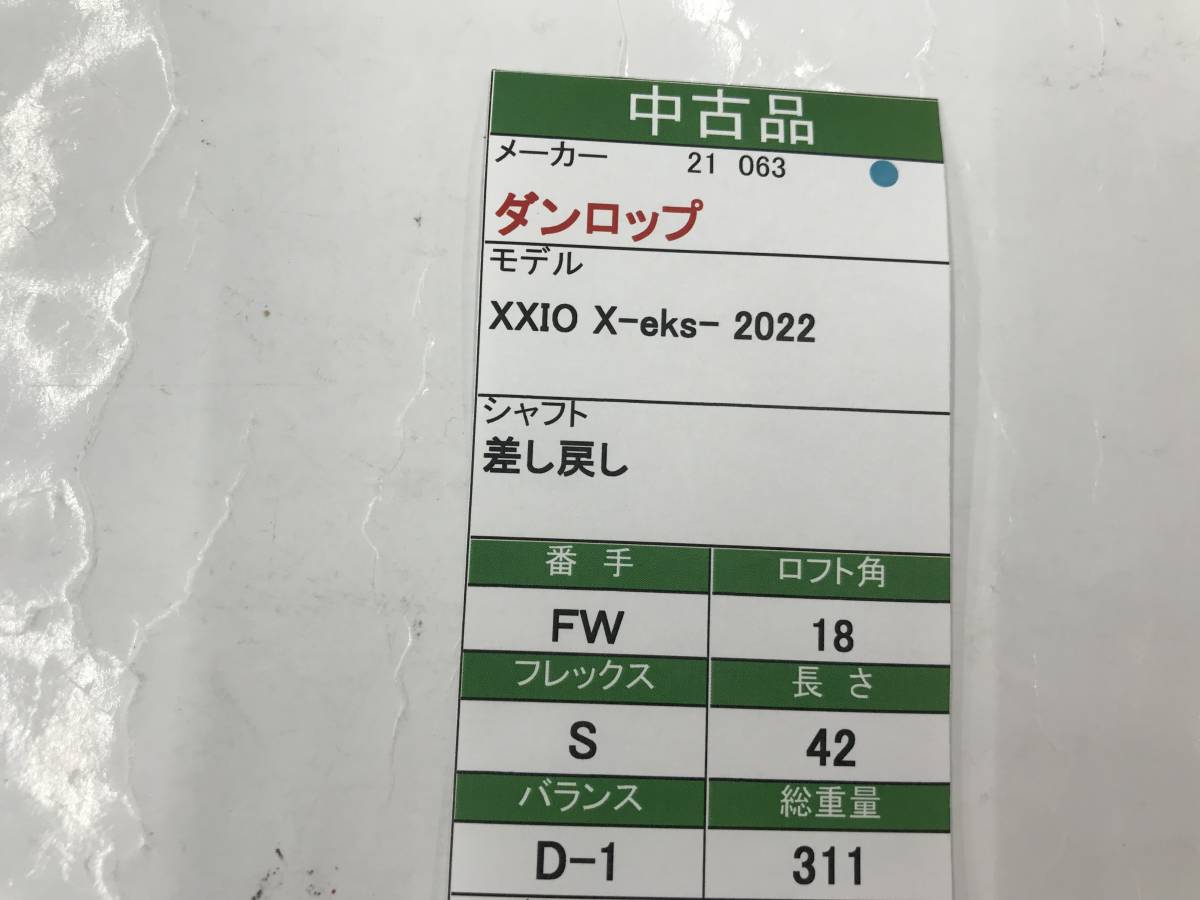 中古品
メーカー 21 063
ダンロップ
モデル
XXIO X-eks- 2022
シャフト
差し戻し
番 手 ロフト角
FW 18
フレックス 長 さ
S 42
バランス 総重量
D-1 311